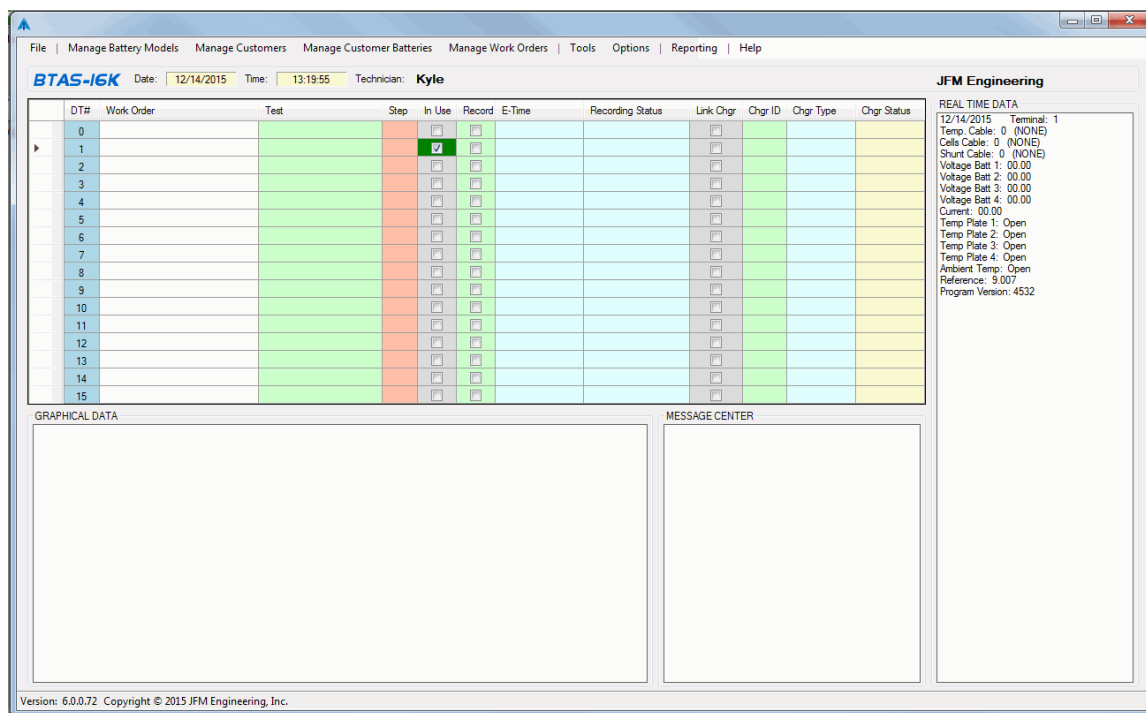 File | Manage Battery Models Manage Customers Manage Customer Batteries Manage Work Orders | Tools Options | Reporting | Help
BTAS-16K Date: 12/14/2015 Time: 13:19:55 Technician: Kyle
JFM Engineering
DT# Work Order Test Step In Use Record E-Time Recording Status Link Chgr Chgr ID Chgr Type Chgr Status
0
1
2
3
4
5
6
7
8
9
10
11
12
13
14
15
REAL TIME DATA
12/14/2015 Terminal: 1
Temp. Cable: 0 (NONE)
Cells Cable: 0 (NONE)
Shunt Cable: 0 (NONE)
Voltage Batt 1: 00.00
Voltage Batt 2: 00.00
Voltage Batt 3: 00.00
Voltage Batt 4: 00.00
Current: 00.00
Temp Plate 1: Open
Temp Plate 2: Open
Temp Plate 3: Open
Temp Plate 4: Open
Ambient Temp: Open
Reference: 9.007
Program Version: 4532
GRAPHICAL DATA
MESSAGE CENTER
Version: 6.0.0.72 Copyright © 2015 JFM Engineering, Inc.